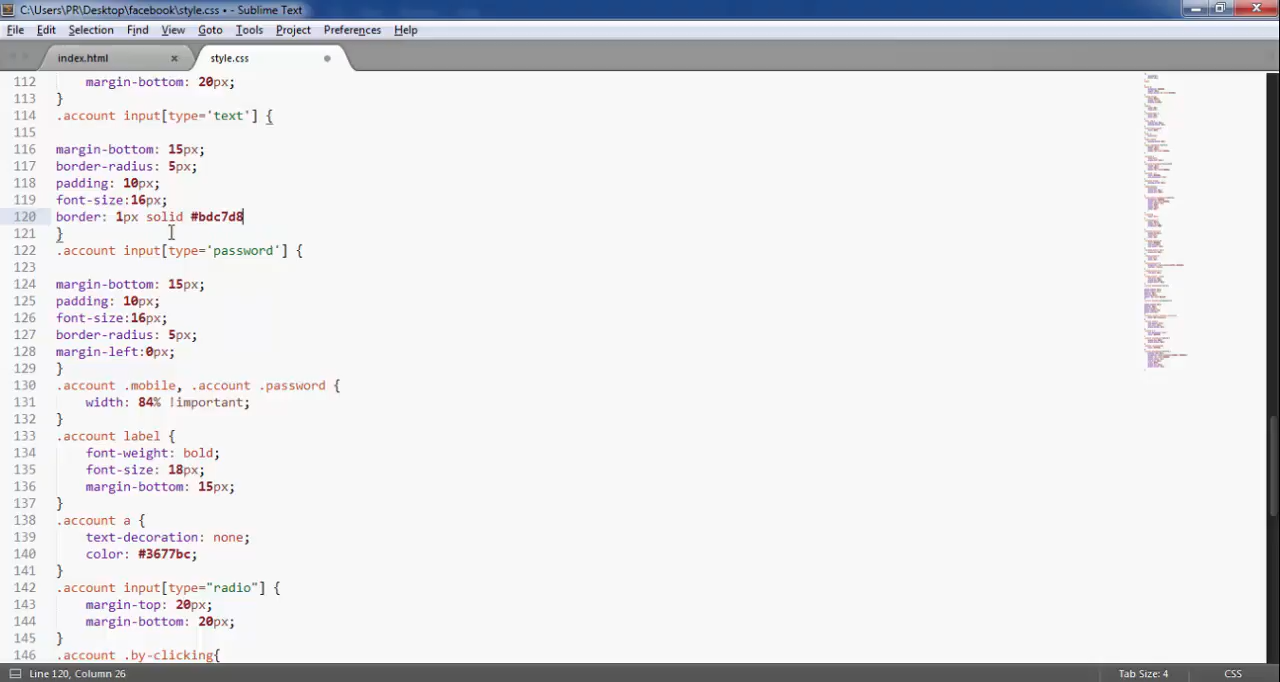 C:\Users\PR\Desktop\facebook\style.css • - Sublime Text
File Edit Selection Find View Goto Tools Project Preferences Help
index.html × style.css
112 margin-bottom: 20px;
113 }
114 .account input[type='text'] {
115
116 margin-bottom: 15px;
117 border-radius: 5px;
118 padding: 10px;
119 font-size:16px;
120 border: 1px solid #bdc7d8
121 }
122 .account input[type='password'] {
123
124 margin-bottom: 15px;
125 padding: 10px;
126 font-size:16px;
127 border-radius: 5px;
128 margin-left:0px;
129 }
130 .account .mobile, .account .password {
131 width: 84% !important;
132 }
133 .account label {
134 font-weight: bold;
135 font-size: 18px;
136 margin-bottom: 15px;
137 }
138 .account a {
139 text-decoration: none;
140 color: #3677bc;
141 }
142 .account input[type="radio"] {
143 margin-top: 20px;
144 margin-bottom: 20px;
145 }
146 .account .by-clicking{
Line 120, Column 26 Tab Size: 4 CSS